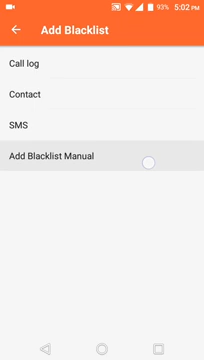 93% 5:02 PM
Add Blacklist
Call log
Contact
SMS
Add Blacklist Manual